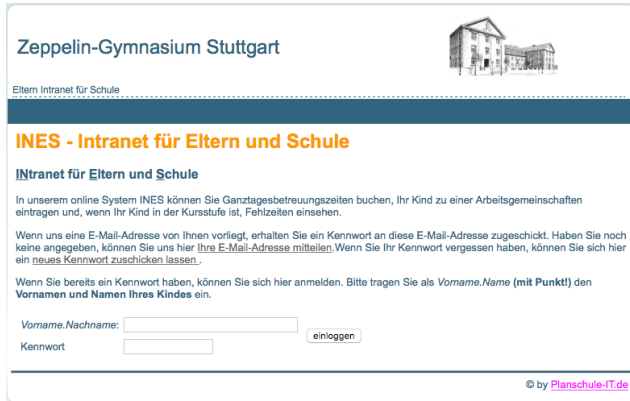 Zeppelin-Gymnasium Stuttgart
Eltern Intranet für Schule
INES - Intranet für Eltern und Schule
INtranet für Eltern und Schule
In unserem online System INES können Sie Ganztagesbetreuungszeiten buchen, Ihr Kind zu einer Arbeitsgemeinschaften
eintragen und, wenn Ihr Kind in der Kursstufe ist, Fehlzeiten einsehen.
Wenn uns eine E-Mail-Adresse von Ihnen vorliegt, erhalten Sie ein Kennwort an diese E-Mail-Adresse zugeschickt. Haben Sie noch
keine angegeben, können Sie uns hier Ihre E-Mail-Adresse mitteilen.Wenn Sie Ihr Kennwort vergessen haben, können Sie sich hier
ein neues Kennwort zuschicken lassen .
Wenn Sie bereits ein Kennwort haben, können Sie sich hier anmelden. Bitte tragen Sie als Vorname.Name (mit Punkt!) den
Vornamen und Namen Ihres Kindes ein.
Vorname.Nachname:
einloggen
Kennwort
© by Planschule-IT.de